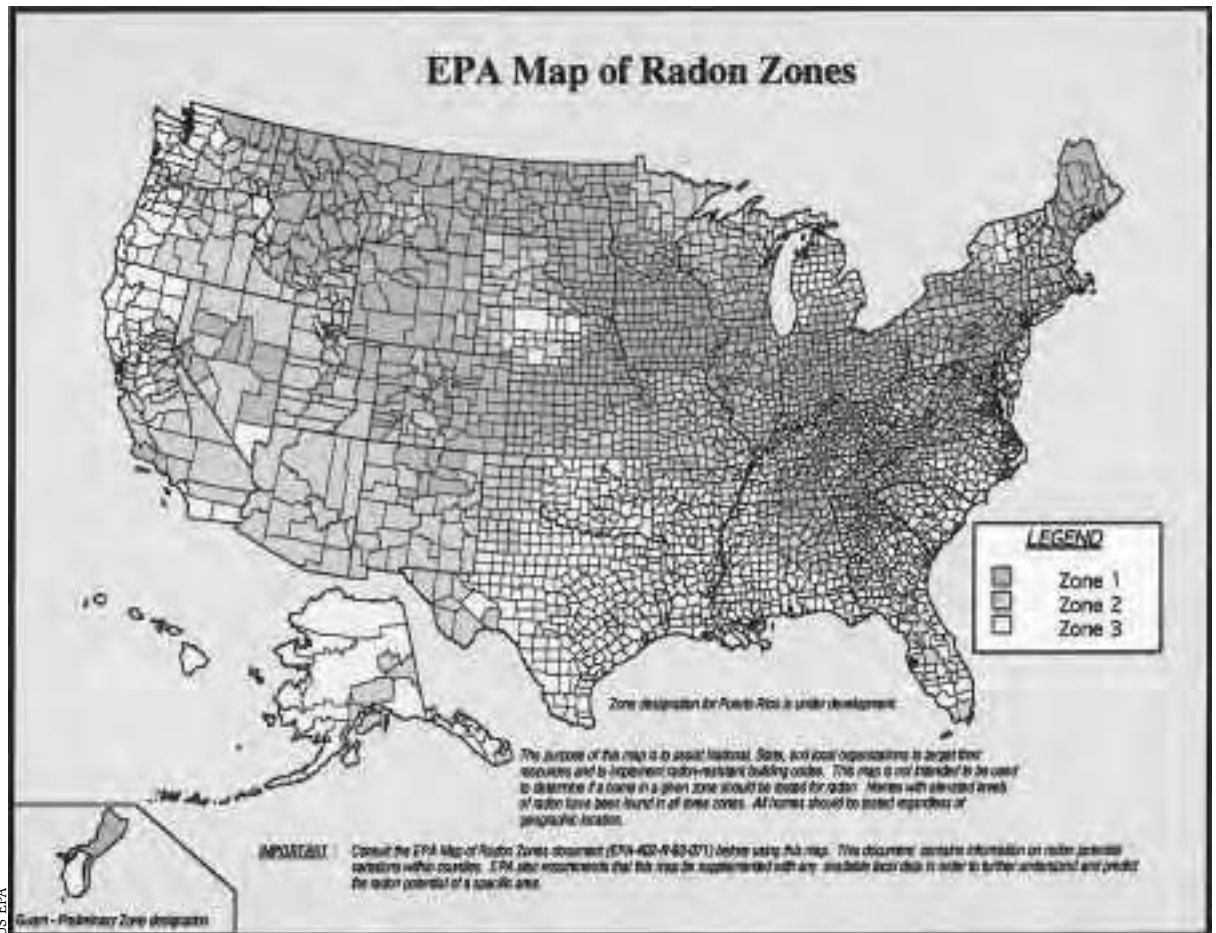 EPA Map of Radon Zones
LEGEND
Zone 1
Zone 2
Zone 3
Zone designation for Puerto Rico is under development.
The purpose of this map is to assist National, State, and local organizations to target their
resources and to implement radon-resistant building codes. This map is not intended to be used
to determine if a home in a given zone should be tested for radon. Homes with elevated levels
of radon have been found in all three zones. All homes should be tested regardless of
geographic location.
IMPORTANT: Consult the EPA Map of Radon Zones document (EPA-402-R-93-071) before using this map. This document contains information on radon potential
variations within counties. EPA also recommends that this map be supplemented with any available local data in order to further understand and predict
the radon potential of a specific area.
Guam - Preliminary Zone designation.
US EPA